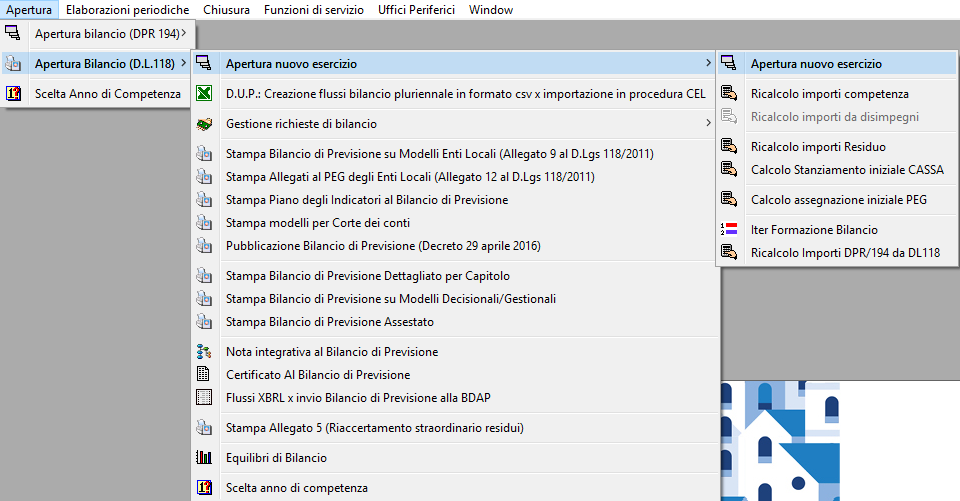 Apertura Elaborazioni periodiche Chiusura Funzioni di servizio Uffici Periferici Window
Apertura bilancio (DPR 194)
Apertura Bilancio (D.L.118)
Scelta Anno di Competenza
Apertura nuovo esercizio
D.U.P.: Creazione flussi bilancio pluriennale in formato csv x importazione in procedura CEL
Gestione richieste di bilancio
Stampa Bilancio di Previsione su Modelli Enti Locali (Allegato 9 al D.Lgs 118/2011)
Stampa Allegati al PEG degli Enti Locali (Allegato 12 al D.Lgs 118/2011)
Stampa Piano degli Indicatori al Bilancio di Previsione
Stampa modelli per Corte dei conti
Pubblicazione Bilancio di Previsione (Decreto 29 aprile 2016)
Stampa Bilancio di Previsione Dettagliato per Capitolo
Stampa Bilancio di Previsione su Modelli Decisionali/Gestionali
Stampa Bilancio di Previsione Assestato
Nota integrativa al Bilancio di Previsione
Certificato Al Bilancio di Previsione
Flussi XBRL x invio Bilancio di Previsione alla BDAP
Stampa Allegato 5 (Riaccertamento straordinario residui)
Equilibri di Bilancio
Scelta anno di competenza
Apertura nuovo esercizio
Ricalcolo importi competenza
Ricalcolo importi da disimpegni
Ricalcolo importi Residuo
Calcolo Stanziamento iniziale CASSA
Calcolo assegnazione iniziale PEG
Iter Formazione Bilancio
Ricalcolo Importi DPR/194 da DL118